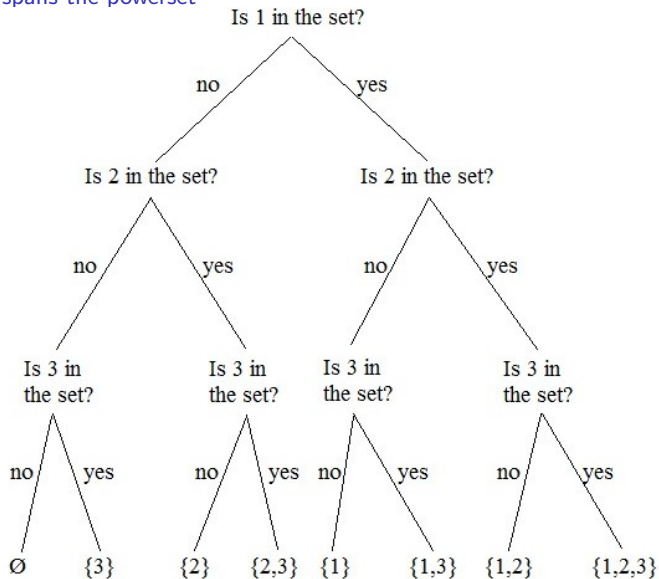 spans the powerset
Is 1 in the set?
no
yes
Is 2 in the set?
Is 2 in the set?
no
yes
no
yes
Is 3 in
the set?
Is 3 in
the set?
Is 3 in
the set?
Is 3 in
the set?
no
yes
no
yes
no
yes
no
yes
Ø
{3}
{2}
{2,3}
{1}
{1,3}
{1,2}
{1,2,3}